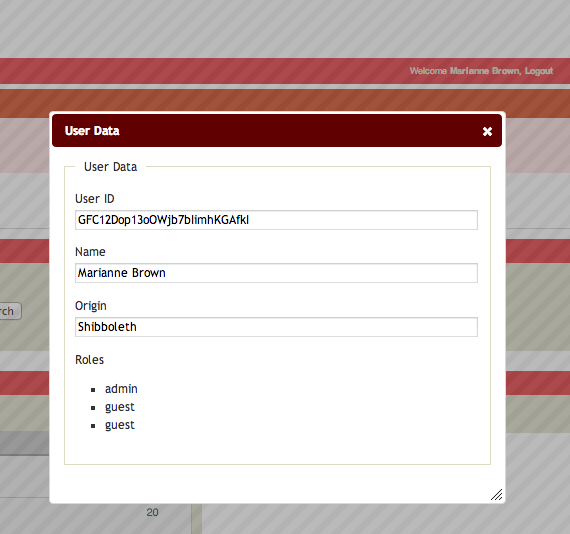 Welcome Marianne Brown, Logout
User Data
User Data
User ID
GFC12Dop13oOWjb7bIimhKGAfkI
Name
Marianne Brown
Origin
Shibboleth
Roles
admin
guest
guest
rch
20